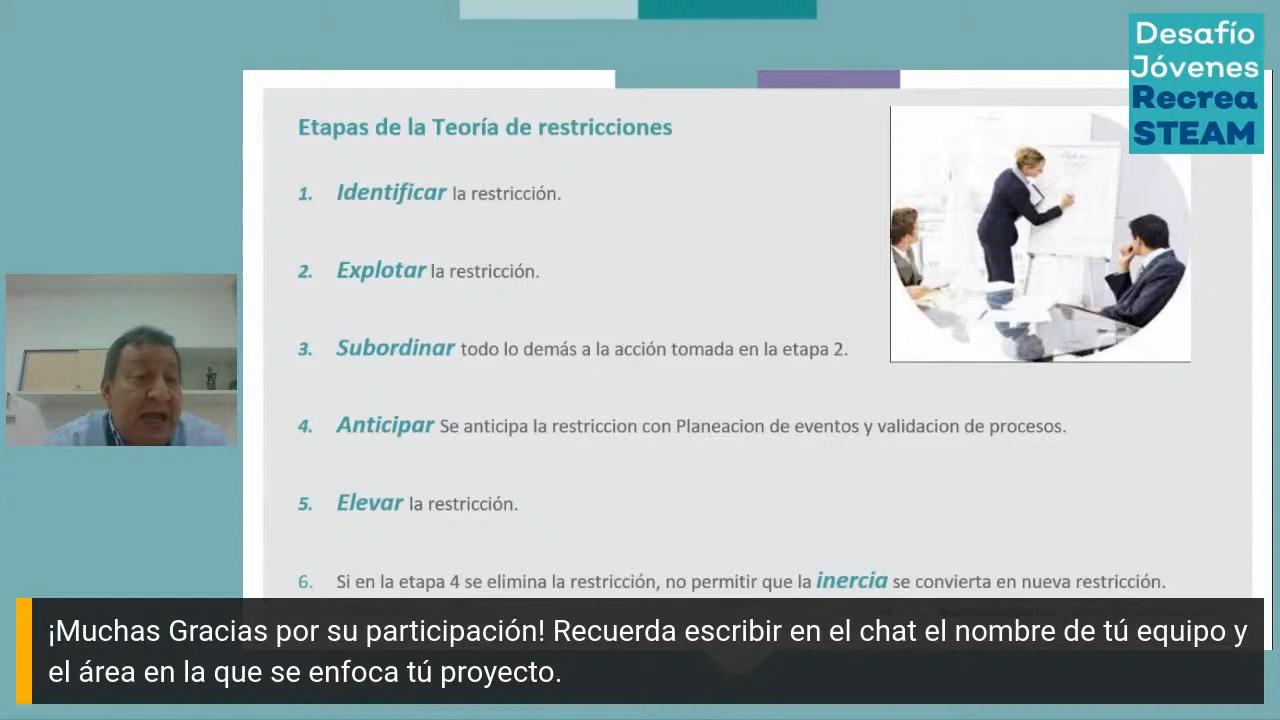 Desafío
Jóvenes
Recrea
STEAM
Etapas de la Teoría de restricciones
1. Identificar la restricción.
2. Explotar la restricción.
3. Subordinar todo lo demás a la acción tomada en la etapa 2.
4. Anticipar Se anticipa la restriccion con Planeacion de eventos y validacion de procesos.
5. Elevar la restricción.
6. Si en la etapa 4 se elimina la restricción, no permitir que la inercia se convierta en nueva restricción.
¡Muchas Gracias por su participación! Recuerda escribir en el chat el nombre de tú equipo y
el área en la que se enfoca tú proyecto.